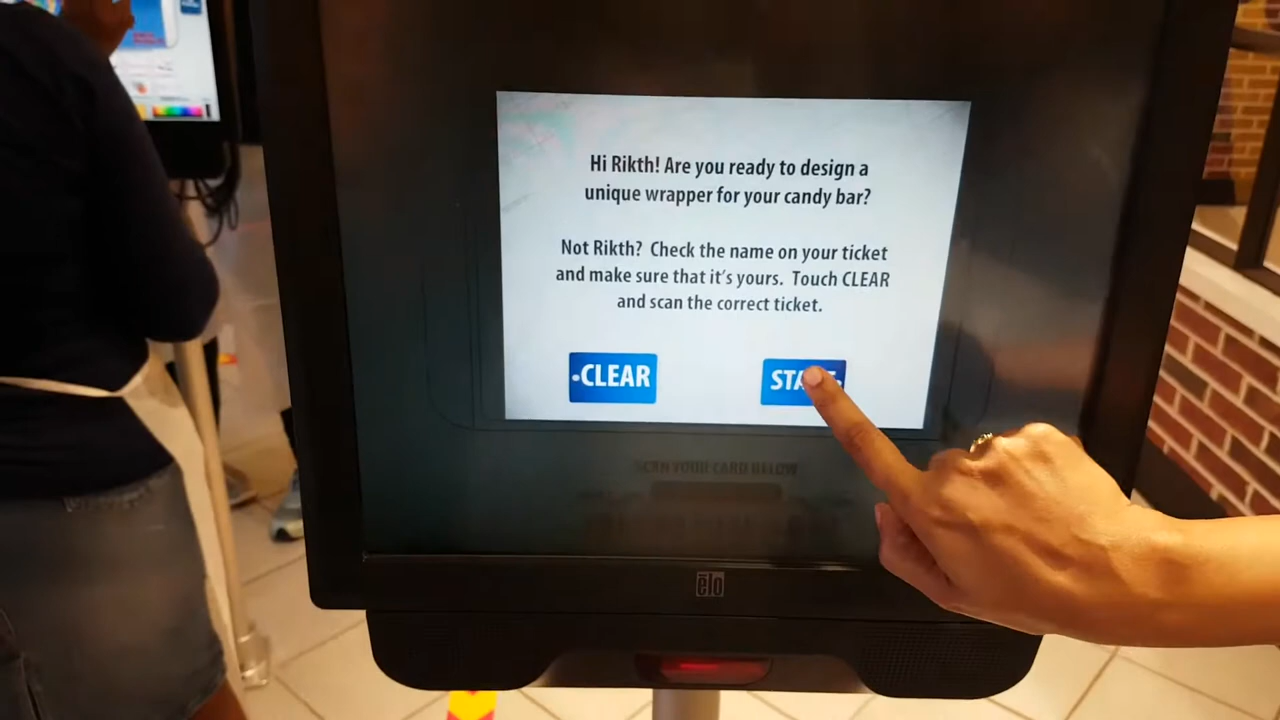 Hi Rikth! Are you ready to design a
unique wrapper for your candy bar?
Not Rikth? Check the name on your ticket
and make sure that it's yours. Touch CLEAR
and scan the correct ticket.
CLEAR
SCAN YOUR CARD BELOW
elo